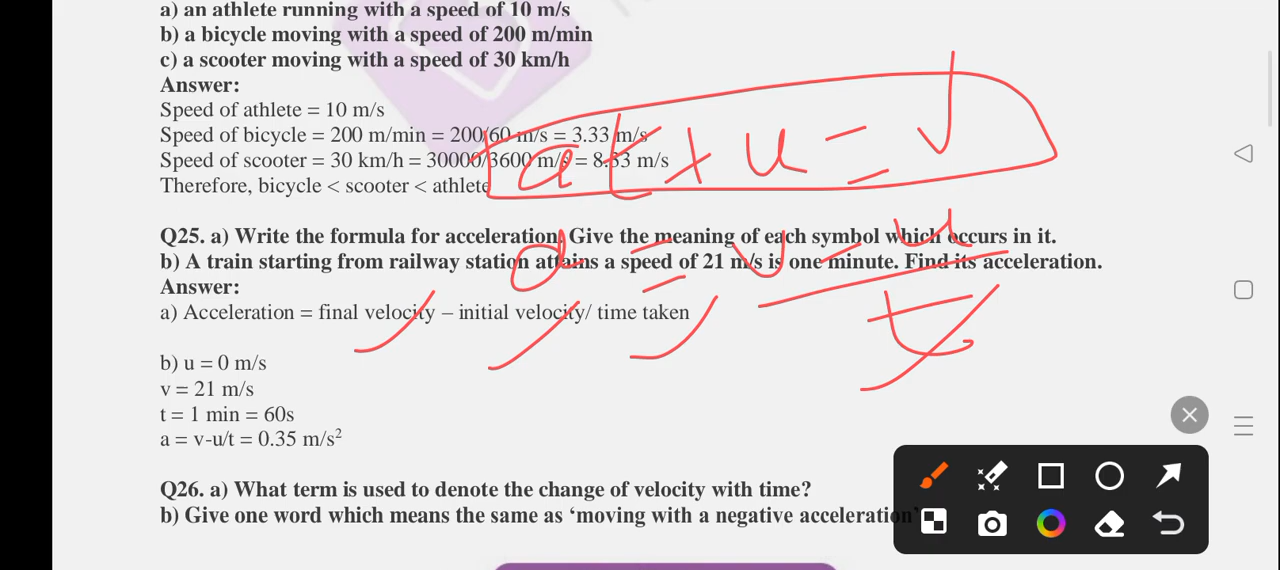 a) an athlete running with a speed of 10 m/s
b) a bicycle moving with a speed of 200 m/min
c) a scooter moving with a speed of 30 km/h
Answer:
Speed of athlete = 10 m/s
Speed of bicycle = 200 m/min = 200/60 m/s = 3.33 m/s
Speed of scooter = 30 km/h = 30000/3600 m/s = 8.33 m/s
Therefore, bicycle < scooter < athlete
at + u = v
Q25. a) Write the formula for acceleration. Give the meaning of each symbol which occurs in it.
b) A train starting from railway station attains a speed of 21 m/s is one minute. Find its acceleration.
a = v - u
t
Answer:
a) Acceleration = final velocity – initial velocity/ time taken
b) u = 0 m/s
v = 21 m/s
t = 1 min = 60s
a = v-u/t = 0.35 m/s²
Q26. a) What term is used to denote the change of velocity with time?
b) Give one word which means the same as ‘moving with a negative acceleration’